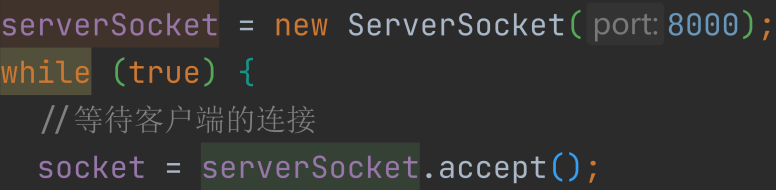 serverSocket = new ServerSocket( port: 8000);
while (true) {
//等待客户端的连接
socket = serverSocket.accept();